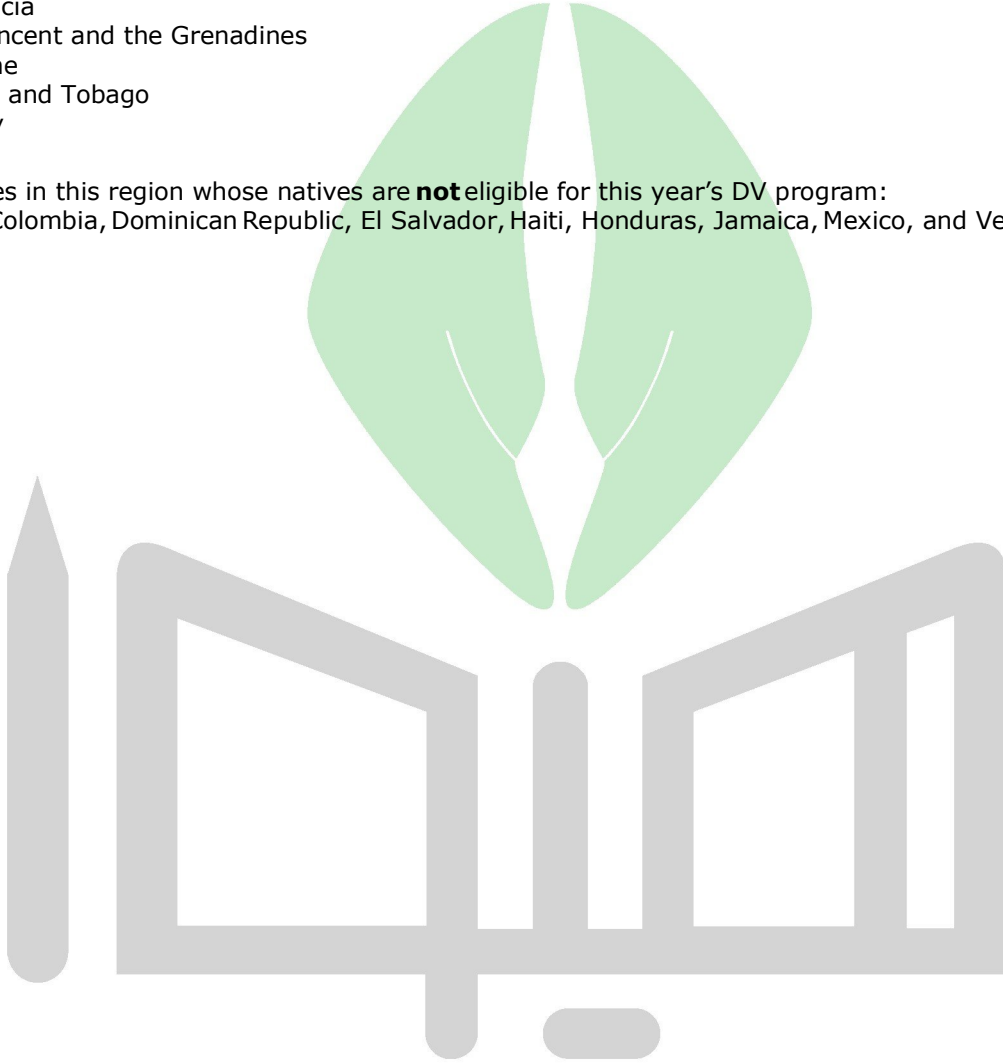 cia
ncent and the Grenadines
ne
and Tobago
y
es in this region whose natives are not eligible for this year's DV program:
Colombia, Dominican Republic, El Salvador, Haiti, Honduras, Jamaica, Mexico, and Ve